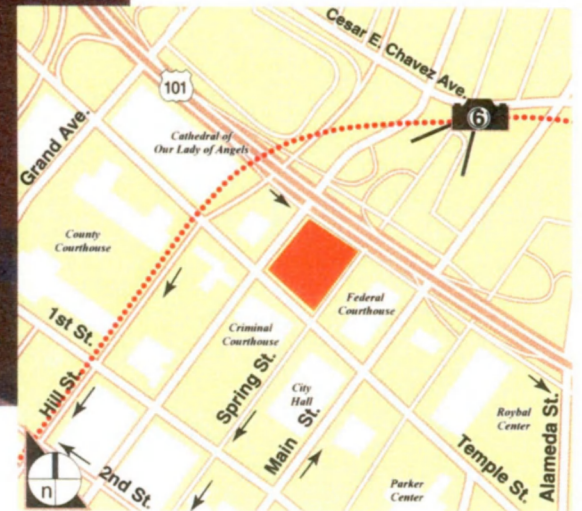 Cesar E. Chavez Ave.
101
6
Grand Ave.
Cathedral of
Our Lady of Angels
County
Courthouse
Federal
Courthouse
1st St.
Criminal
Courthouse
Hill St.
Spring St.
City
Hall
Main St.
Roybal
Center
Alameda St.
Temple St.
2nd St.
Parker
Center
n